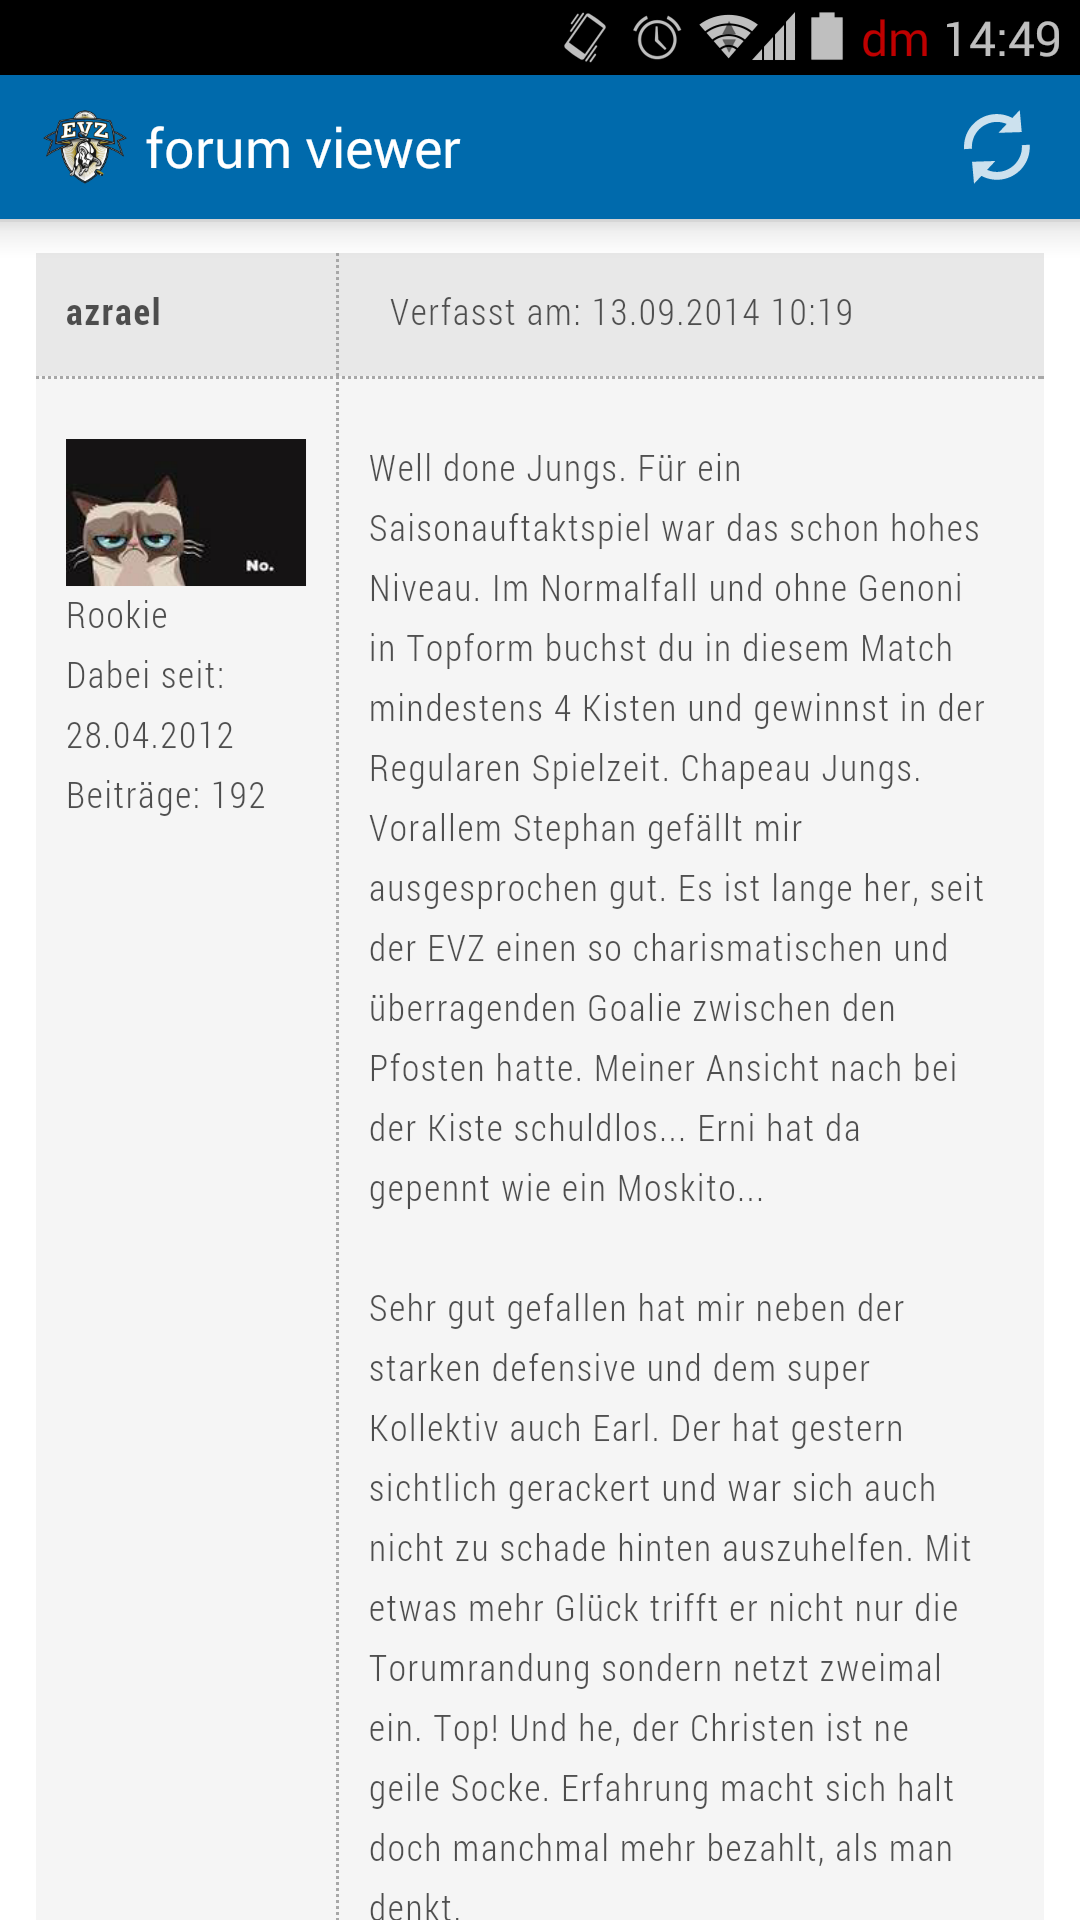 dm 14:49
EVZ
forum viewer
azrael
Verfasst am: 13.09.2014 10:19
No.
Rookie
Dabei seit:
28.04.2012
Beiträge: 192
Well done Jungs. Für ein
Saisonauftaktspiel war das schon hohes
Niveau. Im Normalfall und ohne Genoni
in Topform buchst du in diesem Match
mindestens 4 Kisten und gewinnst in der
Regularen Spielzeit. Chapeau Jungs.
Vorallem Stephan gefällt mir
ausgesprochen gut. Es ist lange her, seit
der EVZ einen so charismatischen und
überragenden Goalie zwischen den
Pfosten hatte. Meiner Ansicht nach bei
der Kiste schuldlos... Erni hat da
gepennt wie ein Moskito...
Sehr gut gefallen hat mir neben der
starken defensive und dem super
Kollektiv auch Earl. Der hat gestern
sichtlich gerackert und war sich auch
nicht zu schade hinten auszuhelfen. Mit
etwas mehr Glück trifft er nicht nur die
Torumrandung sondern netzt zweimal
ein. Top! Und he, der Christen ist ne
geile Socke. Erfahrung macht sich halt
doch manchmal mehr bezahlt, als man
denkt.